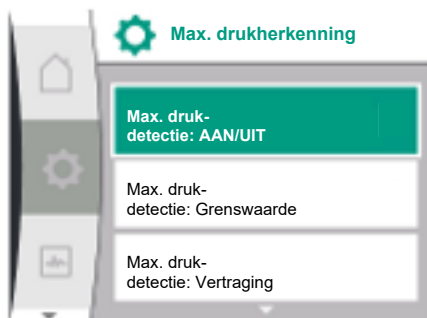 Max. drukherkenning
Max. druk-
detectie: AAN/UIT
Max. druk-
detectie: Grenswaarde
Max. druk-
detectie: Vertraging